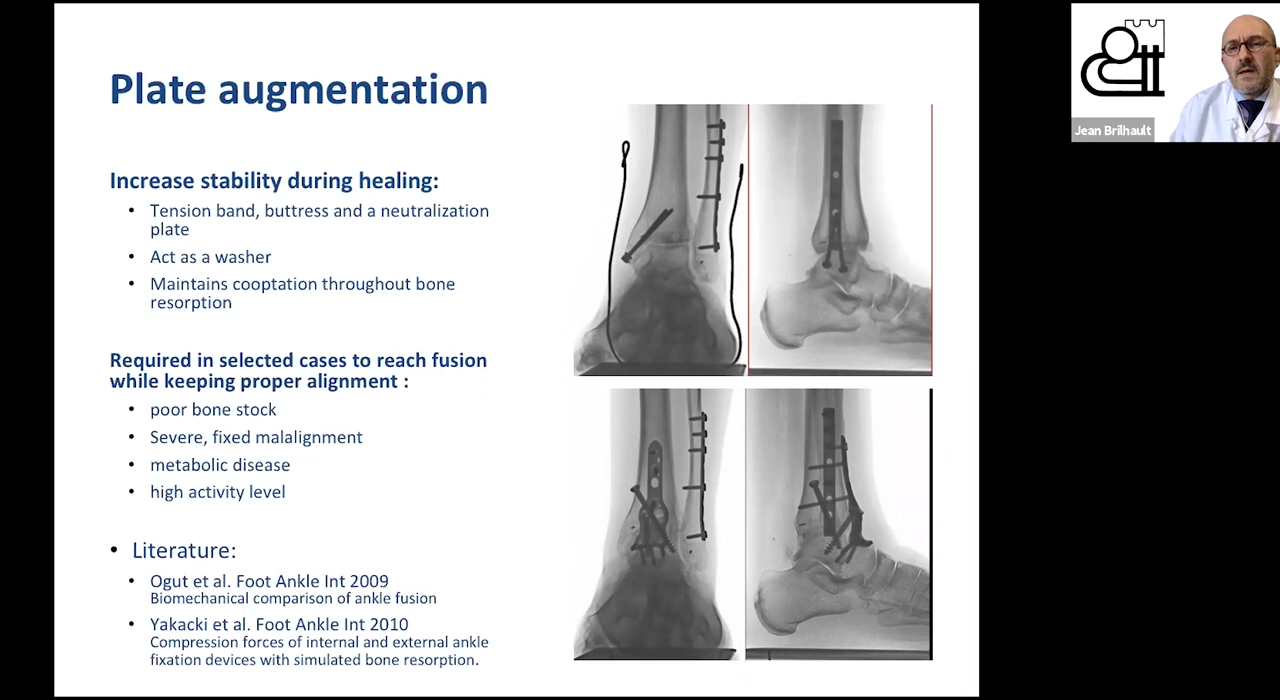 Plate augmentation
Increase stability during healing:
• Tension band, buttress and a neutralization
plate
• Act as a washer
• Maintains cooptation throughout bone
resorption
Required in selected cases to reach fusion
while keeping proper alignment :
• poor bone stock
• Severe, fixed malalignment
• metabolic disease
• high activity level
• Literature:
• Ogut et al. Foot Ankle Int 2009
Biomechanical comparison of ankle fusion
• Yakacki et al. Foot Ankle Int 2010
Compression forces of internal and external ankle
fixation devices with simulated bone resorption.
Jean Brilhault